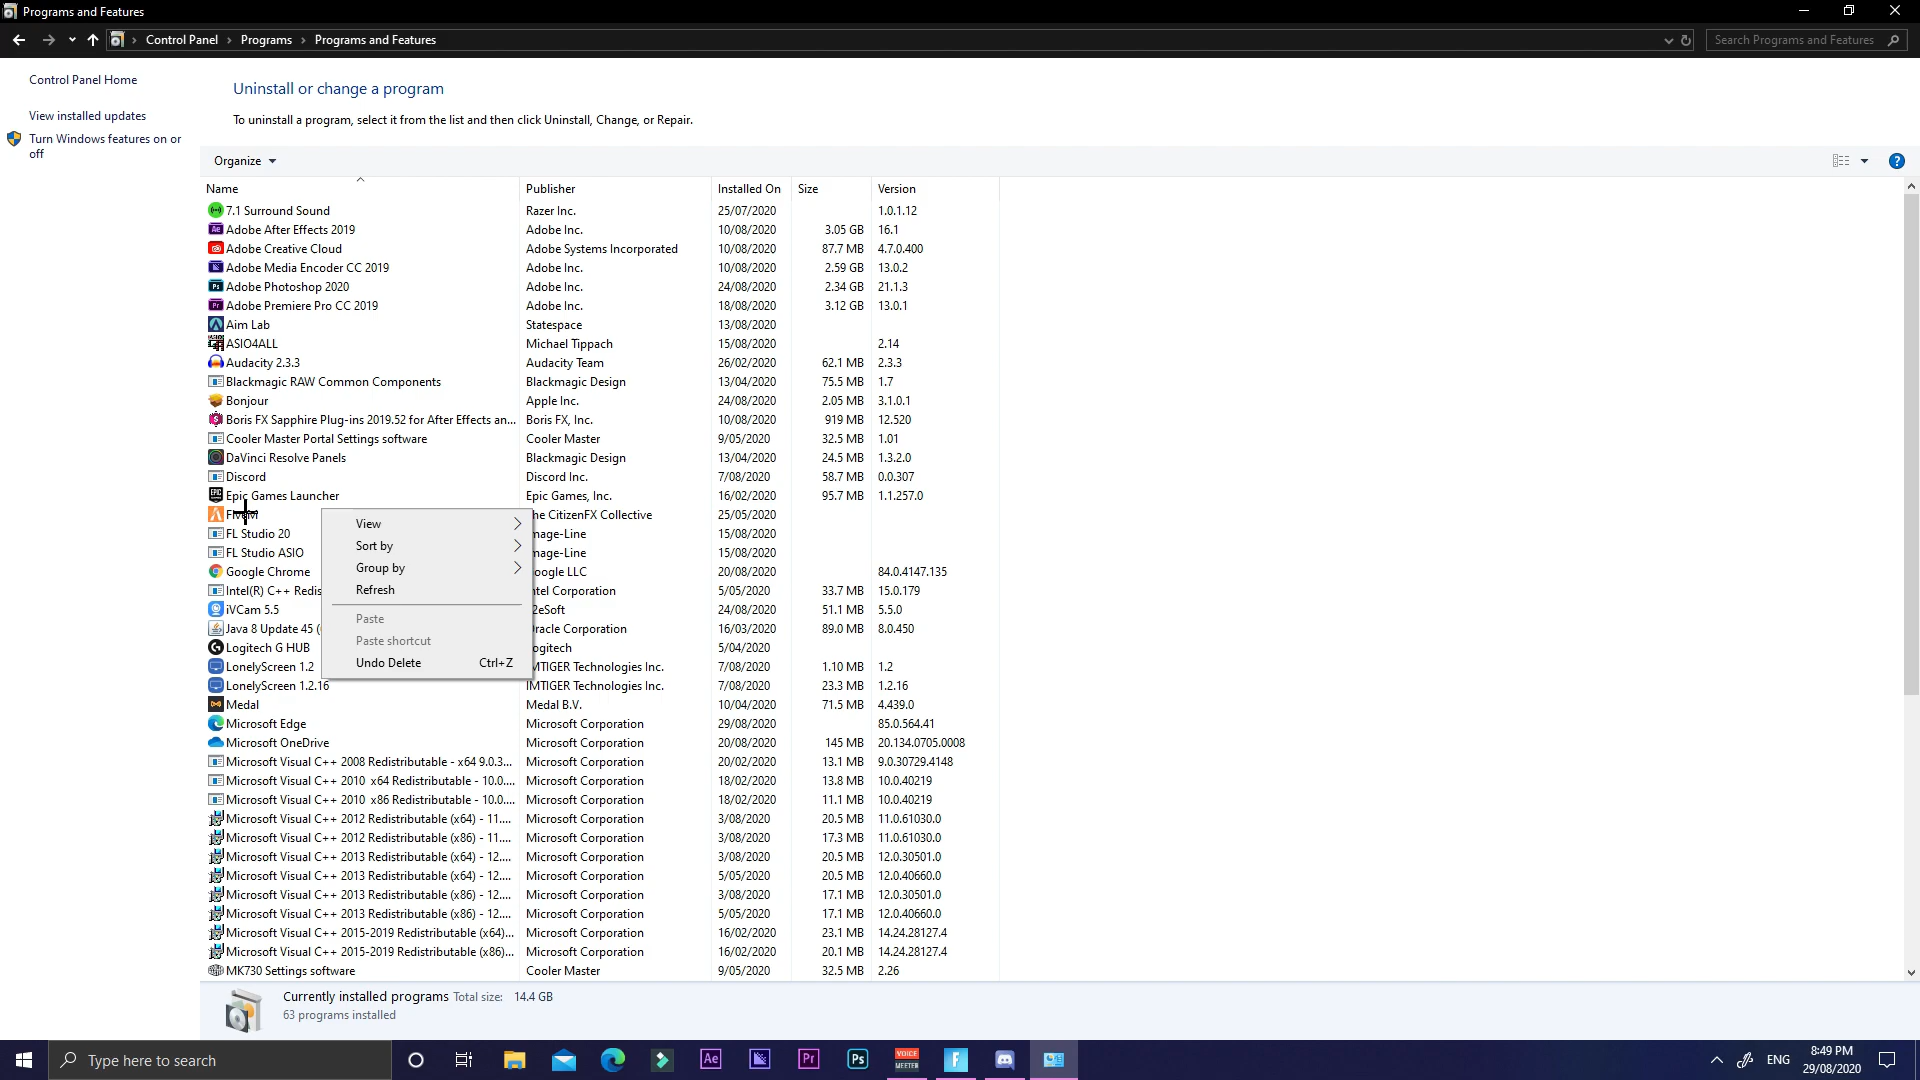 Programs and Features
Control Panel > Programs > Programs and Features
Search Programs and Features
Control Panel Home
View installed updates
Turn Windows features on or
off
Uninstall or change a program
To uninstall a program, select it from the list and then click Uninstall, Change, or Repair.
Organize
Name Publisher Installed On Size Version
7.1 Surround Sound Razer Inc. 25/07/2020 1.0.1.12
Adobe After Effects 2019 Adobe Inc. 10/08/2020 3.05 GB 16.1
Adobe Creative Cloud Adobe Systems Incorporated 10/08/2020 87.7 MB 4.7.0.400
Adobe Media Encoder CC 2019 Adobe Inc. 10/08/2020 2.59 GB 13.0.2
Adobe Photoshop 2020 Adobe Inc. 24/08/2020 2.34 GB 21.1.3
Adobe Premiere Pro CC 2019 Adobe Inc. 18/08/2020 3.12 GB 13.0.1
Aim Lab Statespace 13/08/2020
ASIO4ALL Michael Tippach 15/08/2020 2.14
Audacity 2.3.3 Audacity Team 26/02/2020 62.1 MB 2.3.3
Blackmagic RAW Common Components Blackmagic Design 13/04/2020 75.5 MB 1.7
Bonjour Apple Inc. 24/08/2020 2.05 MB 3.1.0.1
Boris FX Sapphire Plug-ins 2019.52 for After Effects an... Boris FX, Inc. 10/08/2020 919 MB 12.520
Cooler Master Portal Settings software Cooler Master 9/05/2020 32.5 MB 1.01
DaVinci Resolve Panels Blackmagic Design 13/04/2020 24.5 MB 1.3.2.0
Discord Discord Inc. 7/08/2020 58.7 MB 0.0.307
Epic Games Launcher Epic Games, Inc. 16/02/2020 95.7 MB 1.1.257.0
FiveM he CitizenFX Collective 25/05/2020
FL Studio 20 mage-Line 15/08/2020
FL Studio ASIO mage-Line 15/08/2020
Google Chrome oogle LLC 20/08/2020 84.0.4147.135
Intel(R) C++ Redis ntel Corporation 5/05/2020 33.7 MB 15.0.179
iVCam 5.5 2eSoft 24/08/2020 51.1 MB 5.5.0
Java 8 Update 45 ( Oracle Corporation 16/03/2020 89.0 MB 8.0.450
Logitech G HUB ogitech 5/04/2020
LonelyScreen 1.2 IMTIGER Technologies Inc. 7/08/2020 1.10 MB 1.2
LonelyScreen 1.2.16 IMTIGER Technologies Inc. 7/08/2020 23.3 MB 1.2.16
Medal Medal B.V. 10/04/2020 71.5 MB 4.439.0
Microsoft Edge Microsoft Corporation 29/08/2020 85.0.564.41
Microsoft OneDrive Microsoft Corporation 20/08/2020 145 MB 20.134.0705.0008
Microsoft Visual C++ 2008 Redistributable - x64 9.0.3... Microsoft Corporation 20/02/2020 13.1 MB 9.0.30729.4148
Microsoft Visual C++ 2010 x64 Redistributable - 10.0.... Microsoft Corporation 18/02/2020 13.8 MB 10.0.40219
Microsoft Visual C++ 2010 x86 Redistributable - 10.0.... Microsoft Corporation 18/02/2020 11.1 MB 10.0.40219
Microsoft Visual C++ 2012 Redistributable (x64) - 11.... Microsoft Corporation 3/08/2020 20.5 MB 11.0.61030.0
Microsoft Visual C++ 2012 Redistributable (x86) - 11.... Microsoft Corporation 3/08/2020 17.3 MB 11.0.61030.0
Microsoft Visual C++ 2013 Redistributable (x64) - 12.... Microsoft Corporation 3/08/2020 20.5 MB 12.0.30501.0
Microsoft Visual C++ 2013 Redistributable (x64) - 12.... Microsoft Corporation 5/05/2020 20.5 MB 12.0.40660.0
Microsoft Visual C++ 2013 Redistributable (x86) - 12.... Microsoft Corporation 3/08/2020 17.1 MB 12.0.30501.0
Microsoft Visual C++ 2013 Redistributable (x86) - 12.... Microsoft Corporation 5/05/2020 17.1 MB 12.0.40660.0
Microsoft Visual C++ 2015-2019 Redistributable (x64)... Microsoft Corporation 16/02/2020 23.1 MB 14.24.28127.4
Microsoft Visual C++ 2015-2019 Redistributable (x86)... Microsoft Corporation 16/02/2020 20.1 MB 14.24.28127.4
MK730 Settings software Cooler Master 9/05/2020 32.5 MB 2.26
View
Sort by
Group by
Refresh
Paste
Paste shortcut
Undo Delete Ctrl+Z
Currently installed programs Total size: 14.4 GB
63 programs installed
Type here to search
Ae
Pr
Ps
VOICE
MEETER
ENG
8:49 PM
29/08/2020